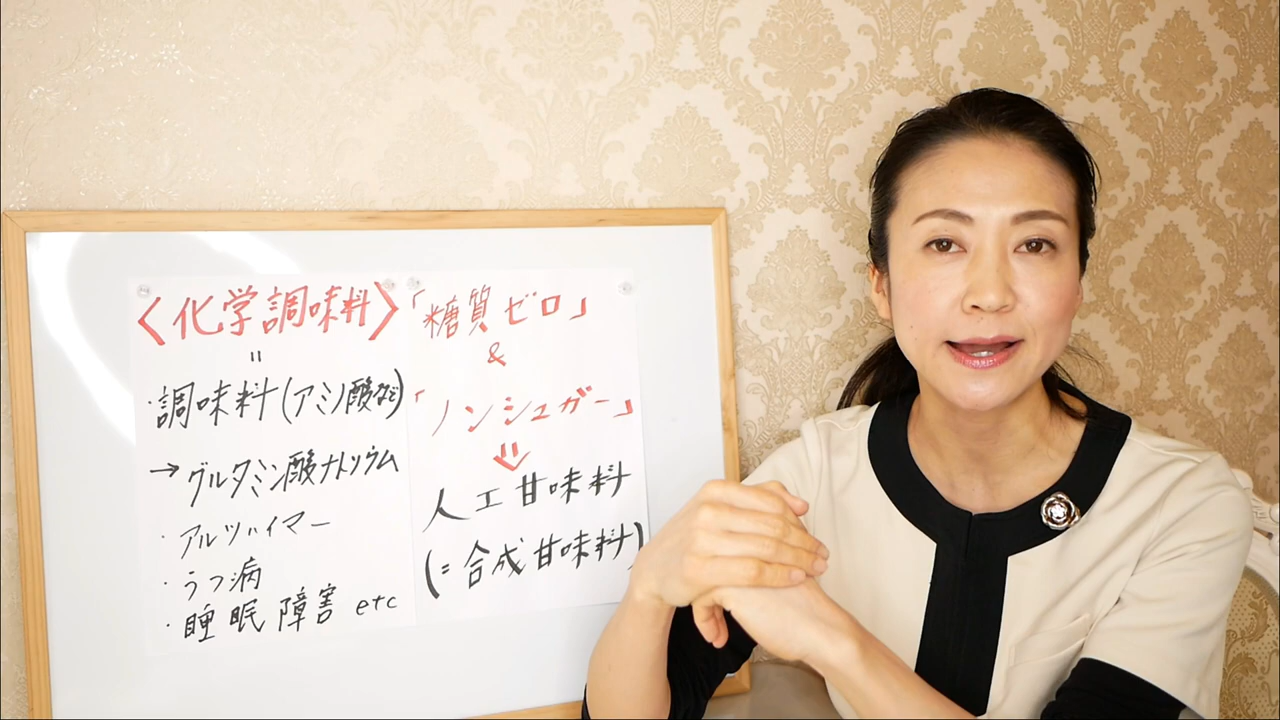 〈化学調味料〉
〃
・調味料(アミノ酸など)
→グルタミン酸ナトリウム
・アルツハイマー
・うつ病
・睡眠障害 etc
「糖質ゼロ」
&
「ノンシュガー」
⇓
人工甘味料
(=合成甘味料)